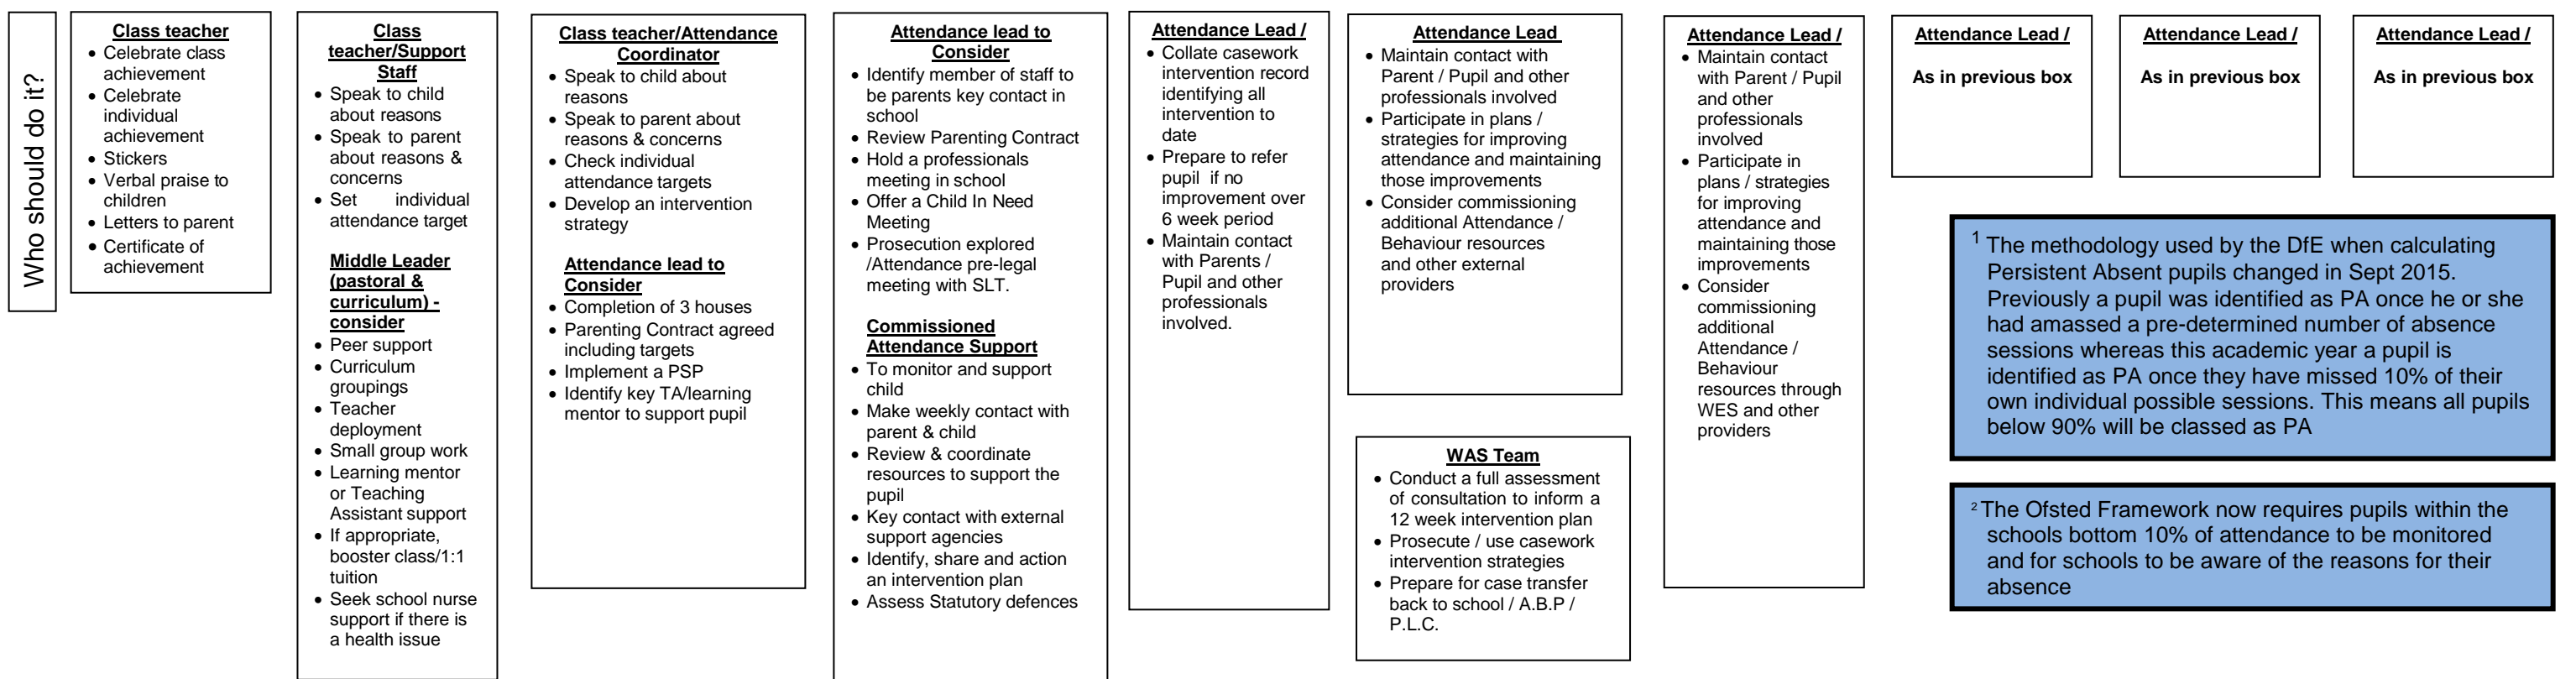 Who should do it?
Class teacher
• Celebrate class
achievement
• Celebrate
individual
achievement
• Stickers
• Verbal praise to
children
• Letters to parent
• Certificate of
achievement
Class
teacher/Support
Staff
• Speak to child
about reasons
• Speak to parent
about reasons &
concerns
• Set individual
attendance target
Middle Leader
(pastoral &
curriculum) -
consider
• Peer support
• Curriculum
groupings
• Teacher
deployment
• Small group work
• Learning mentor
or Teaching
Assistant support
• If appropriate,
booster class/1:1
tuition
• Seek school nurse
support if there is
a health issue
Class teacher/Attendance
Coordinator
• Speak to child about
reasons
• Speak to parent about
reasons & concerns
• Check individual
attendance targets
• Develop an intervention
strategy
Attendance lead to
Consider
• Completion of 3 houses
• Parenting Contract agreed
including targets
• Implement a PSP
• Identify key TA/learning
mentor to support pupil
Attendance lead to
Consider
• Identify member of staff to
be parents key contact in
school
• Review Parenting Contract
• Hold a professionals
meeting in school
• Offer a Child In Need
Meeting
• Prosecution explored
/Attendance pre-legal
meeting with SLT.
Commissioned
Attendance Support
• To monitor and support
child
• Make weekly contact with
parent & child
• Review & coordinate
resources to support the
pupil
• Key contact with external
support agencies
• Identify, share and action
an intervention plan
• Assess Statutory defences
Attendance Lead /
• Collate casework
intervention record
identifying all
intervention to
date
• Prepare to refer
pupil if no
improvement over
6 week period
• Maintain contact
with Parents /
Pupil and other
professionals
involved.
Attendance Lead
• Maintain contact with
Parent / Pupil and other
professionals involved
• Participate in plans /
strategies for improving
attendance and maintaining
those improvements
• Consider commissioning
additional Attendance /
Behaviour resources
and other external
providers
WAS Team
• Conduct a full assessment
of consultation to inform a
12 week intervention plan
• Prosecute / use casework
intervention strategies
• Prepare for case transfer
back to school / A.B.P /
P.L.C.
Attendance Lead /
• Maintain contact
with Parent / Pupil
and other
professionals
involved
• Participate in
plans / strategies
for improving
attendance and
maintaining those
improvements
• Consider
commissioning
additional
Attendance /
Behaviour
resources through
WES and other
providers
Attendance Lead /
As in previous box
Attendance Lead /
As in previous box
Attendance Lead /
As in previous box
1 The methodology used by the DfE when calculating
Persistent Absent pupils changed in Sept 2015.
Previously a pupil was identified as PA once he or she
had amassed a pre-determined number of absence
sessions whereas this academic year a pupil is
identified as PA once they have missed 10% of their
own individual possible sessions. This means all pupils
below 90% will be classed as PA
2 The Ofsted Framework now requires pupils within the
schools bottom 10% of attendance to be monitored
and for schools to be aware of the reasons for their
absence